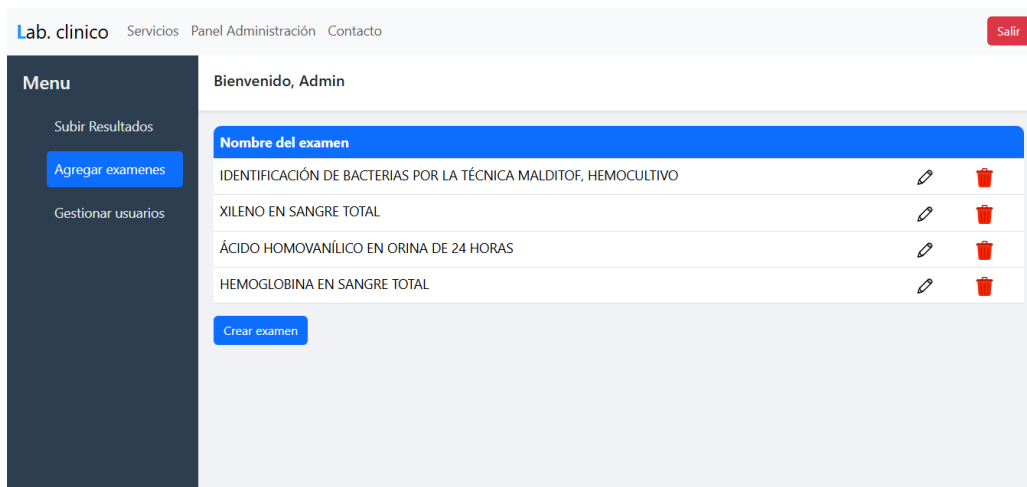 Lab. clinico Servicios Panel Administración Contacto Salir
Menu
Bienvenido, Admin
Subir Resultados
Agregar examenes
Gestionar usuarios
Nombre del examen
IDENTIFICACIÓN DE BACTERIAS POR LA TÉCNICA MALDITOF, HEMOCULTIVO
XILENO EN SANGRE TOTAL
ÁCIDO HOMOVANÍLICO EN ORINA DE 24 HORAS
HEMOGLOBINA EN SANGRE TOTAL
Crear examen